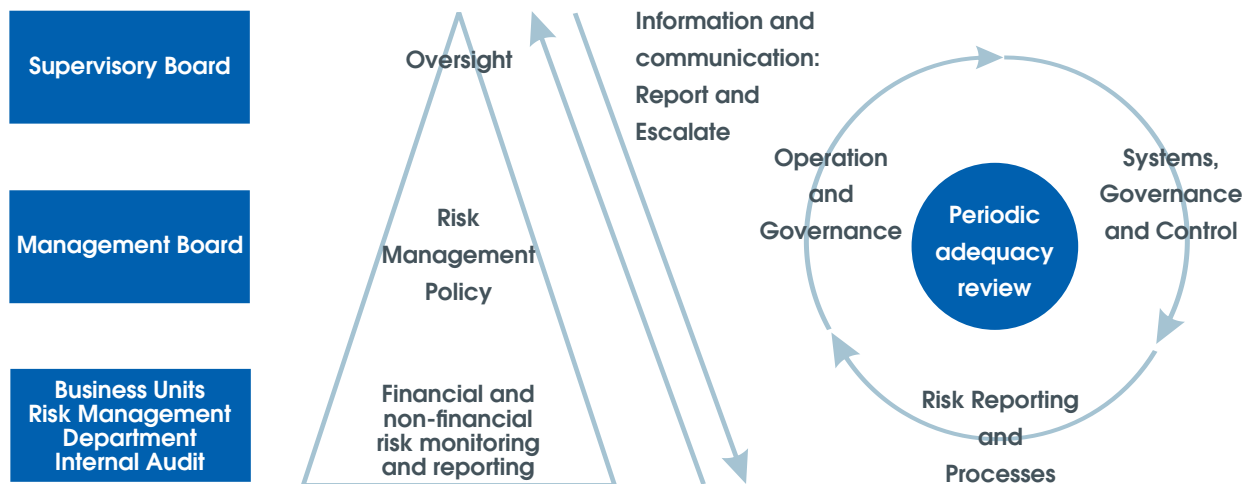 Supervisory Board
Oversight
Information and
communication:
Report and
Escalate
Management Board
Risk
Management
Policy
Business Units
Risk Management
Department
Internal Audit
Financial and
non-financial
risk monitoring
and reporting
Operation
and
Governance
Systems,
Governance
and Control
Periodic
adequacy
review
Risk Reporting
and
Processes